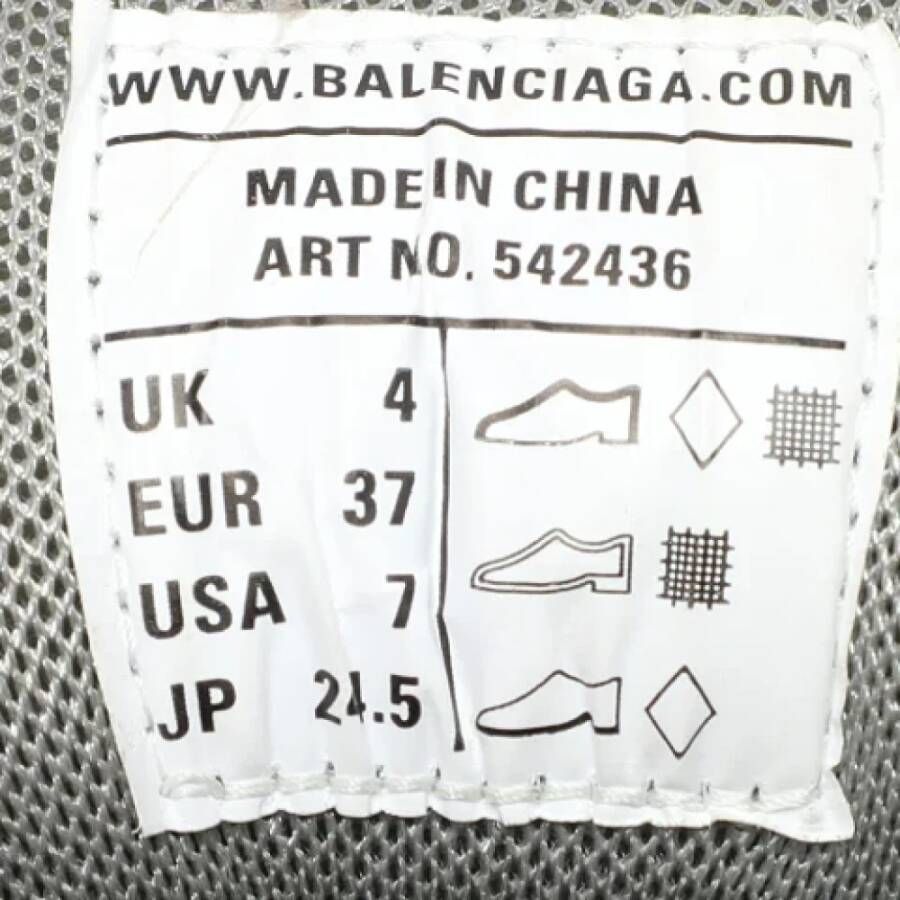 WWW.BALENCIAGA.COM
MADE IN CHINA
ART NO. 542436
UK 4
EUR 37
USA 7
JP 24.5